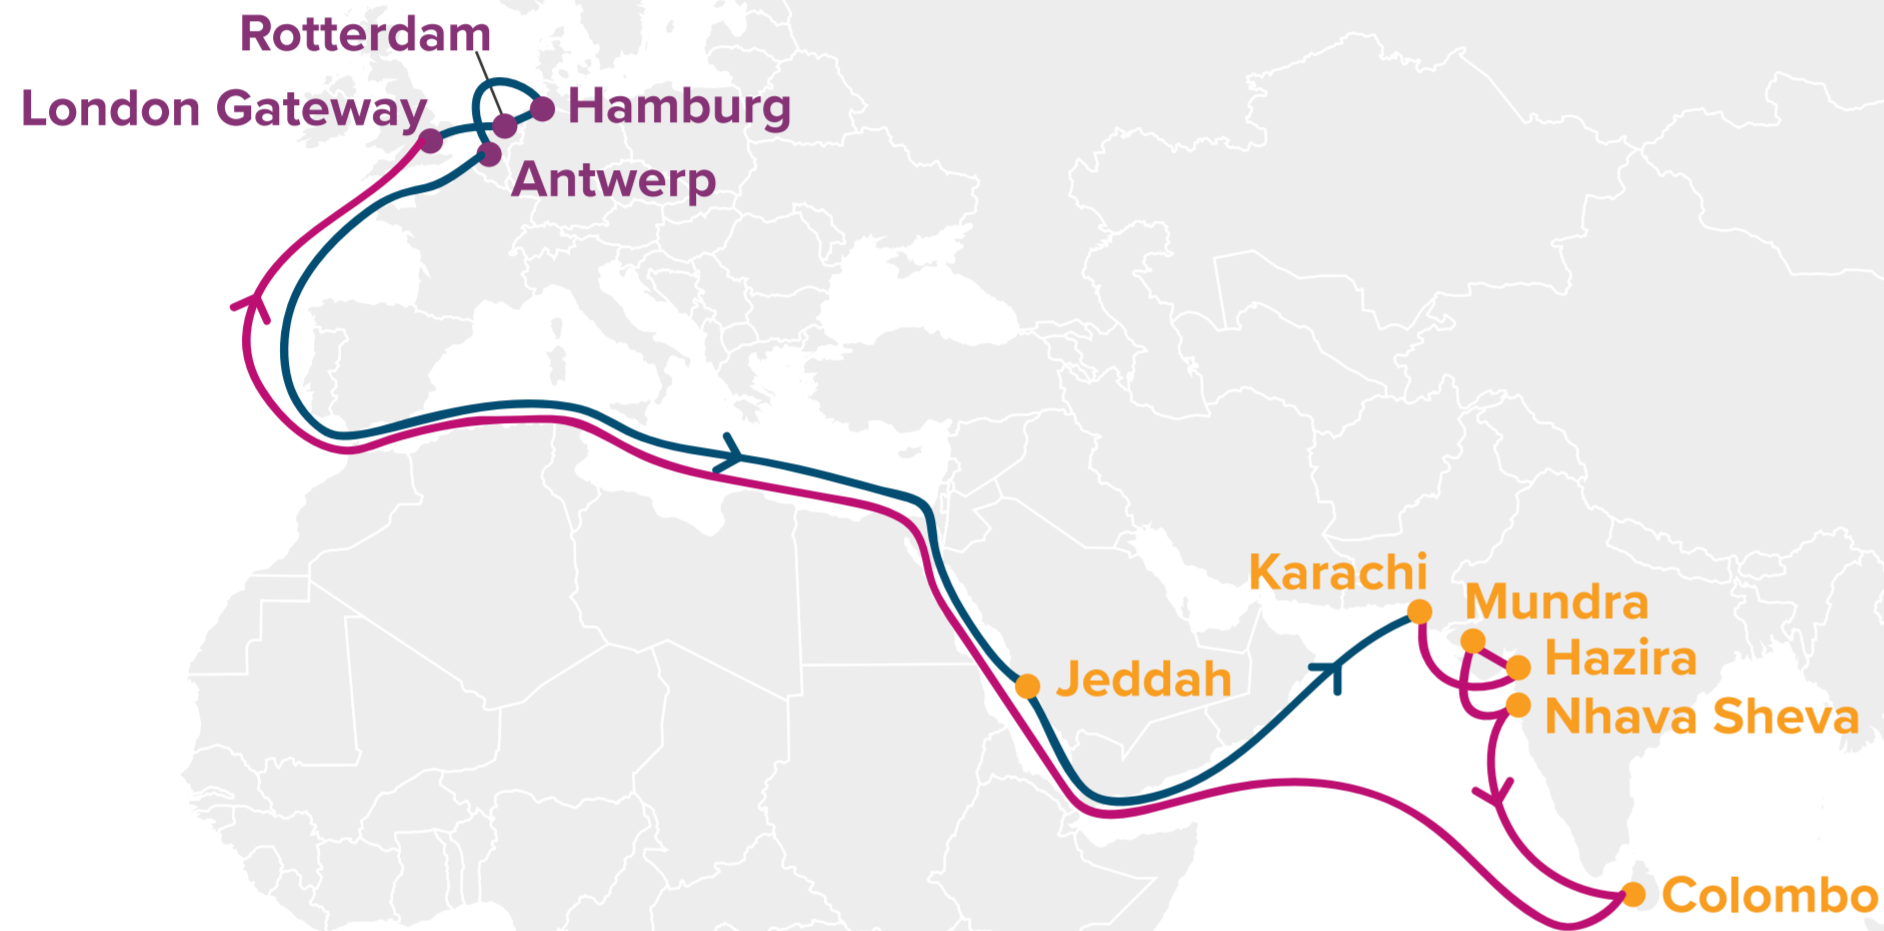 Rotterdam
London Gateway
Hamburg
Antwerp
Karachi
Mundra
Hazira
Jeddah
Nhava Sheva
Colombo